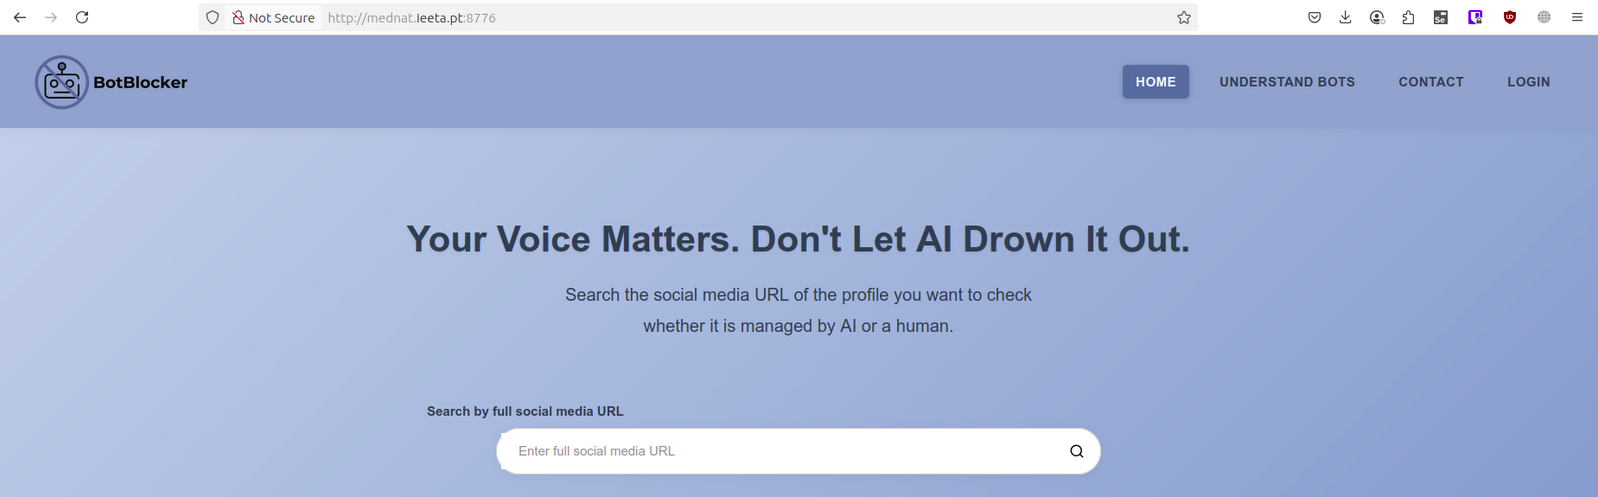 Not Secure http://mednat.ieeta.pt:8776
BotBlocker
HOME UNDERSTAND BOTS CONTACT LOGIN
Your Voice Matters. Don't Let AI Drown It Out.
Search the social media URL of the profile you want to check
whether it is managed by AI or a human.
Search by full social media URL
Enter full social media URL